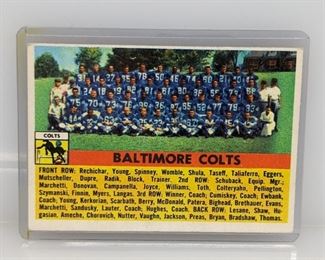 COLTS
BALTIMORE COLTS
FRONT ROW: Rechichar, Young, Spinney, Womble, Shula, Taseff, Taliaferro, Eggers,
Mutscheller, Dupre, Radik, Block, Trainer. 2nd ROW: Schuback, Equip. Mgr.;
Marchetti, Donovan, Campanella, Joyce, Williams, Toth, Colteryahn, Pellington,
Szymanski, Finnin, Myers, Langas. 3rd ROW: Winner, Coach; Cumiskey, Coach; Ewbank,
Coach; Young, Kerkorian, Scarbath, Berry, McDonald, Patera, Bighead, Brethauer, Evans,
Marchetti, Sandusky, Lauter, Coach; Hughes, Coach. BACK ROW: Lesane, Shaw, Hu-
gasian, Ameche, Chorovich, Nutter, Vaughn, Jackson, Preas, Bryan, Bradshaw, Thomas.